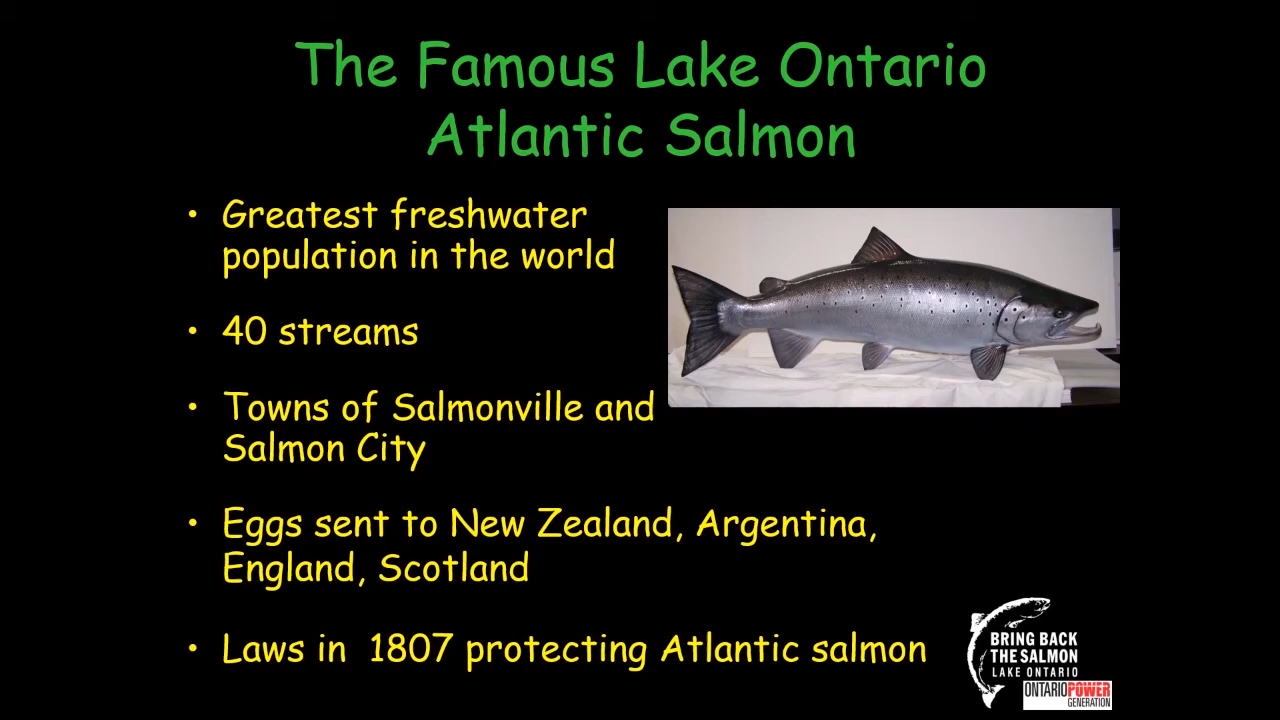 The Famous Lake Ontario
Atlantic Salmon
• Greatest freshwater
population in the world
• 40 streams
• Towns of Salmonville and
Salmon City
• Eggs sent to New Zealand, Argentina,
England, Scotland
• Laws in  1807 protecting Atlantic salmon
BRING BACK
THE SALMON
LAKE ONTARIO
ONTARIOPOWER
GENERATION